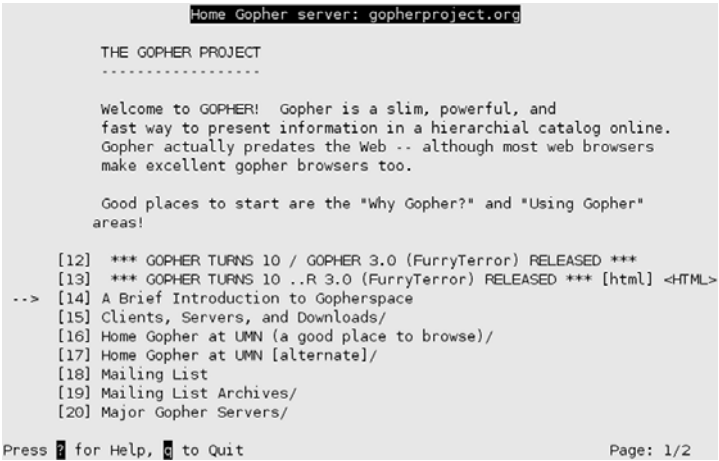 Home Gopher server: gopherproject.org
THE GOPHER PROJECT
------------------
Welcome to GOPHER!  Gopher is a slim, powerful, and
fast way to present information in a hierarchial catalog online.
Gopher actually predates the Web -- although most web browsers
make excellent gopher browsers too.
Good places to start are the "Why Gopher?" and "Using Gopher"
areas!
[12]  *** GOPHER TURNS 10 / GOPHER 3.0 (FurryTerror) RELEASED ***
[13]  *** GOPHER TURNS 10 ..R 3.0 (FurryTerror) RELEASED *** [html] <HTML>
--> [14] A Brief Introduction to Gopherspace
[15] Clients, Servers, and Downloads/
[16] Home Gopher at UMN (a good place to browse)/
[17] Home Gopher at UMN [alternate]/
[18] Mailing List
[19] Mailing List Archives/
[20] Major Gopher Servers/
Press ? for Help, q to Quit Page: 1/2